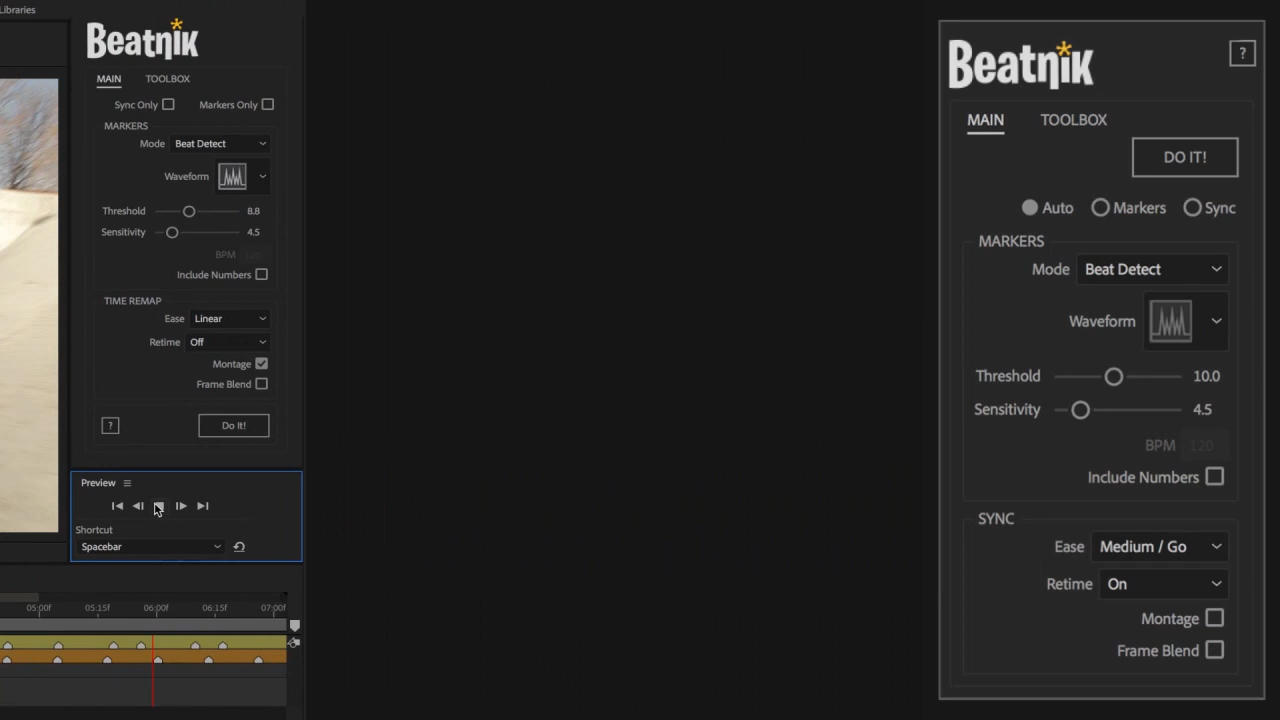 Libraries
Beatnik
MAIN TOOLBOX
Sync Only Markers Only
MARKERS
Mode Beat Detect
Waveform
Threshold 8.8
Sensitivity 4.5
BPM 120
Include Numbers
TIME REMAP
Ease Linear
Retime Off
Montage
Frame Blend
? Do It!
Preview
Shortcut
Spacebar
05:00f 05:15f 06:00f 06:15f 07:00f
Beatnik
?
MAIN TOOLBOX
DO IT!
Auto Markers Sync
MARKERS
Mode Beat Detect
Waveform
Threshold 10.0
Sensitivity 4.5
BPM 120
Include Numbers
SYNC
Ease Medium / Go
Retime On
Montage
Frame Blend